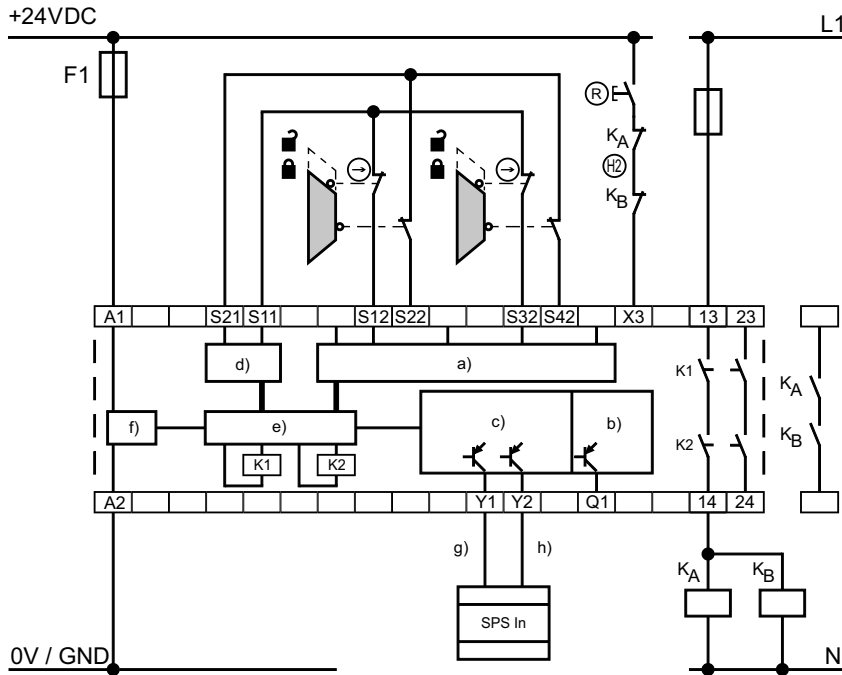 +24VDC
L1
F1
R
KA
H2
KB
A1 S21 S11 S12 S22 S32 S42 X3 13 23
d)
a)
K1
KA
f)
e)
c)
b)
KB
K1
K2
K2
A2 Y1 Y2 Q1 14 24
g)
h)
KA
KB
SPS In
0V / GND
N